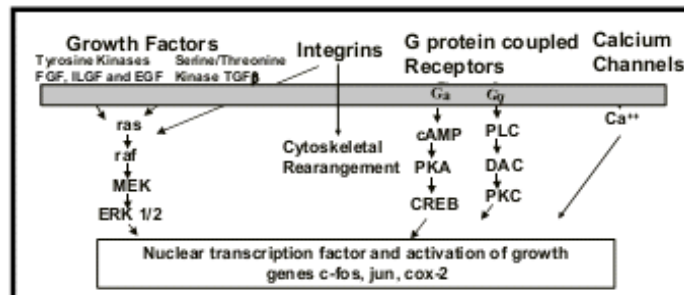 Growth Factors
Tyrosine Kinases
FGF, ILGF and EGF
Serine/Threonine
Kinase TGFβ
Integrins
G protein coupled
Receptors
Calcium
Channels
Ga
Gq
ras
raf
MEK
ERK 1/2
Cytoskeletal
Rearangement
cAMP
PKA
CREB
PLC
DAC
PKC
Ca++
Nuclear transcription factor and activation of growth
genes c-fos, jun, cox-2